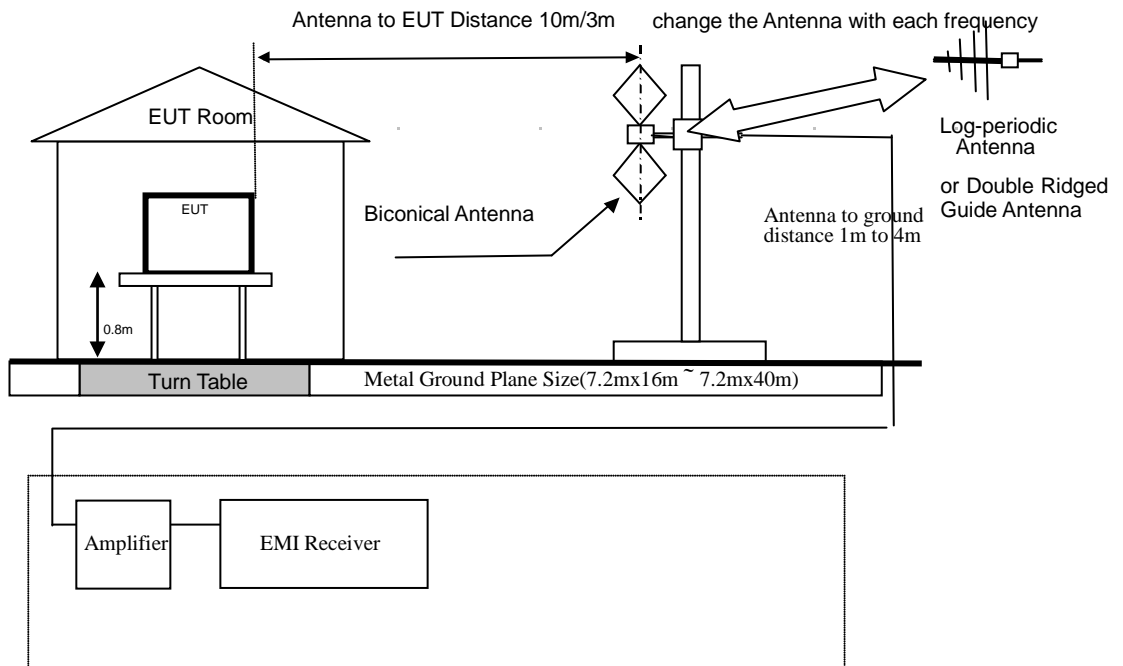 Antenna to EUT Distance 10m/3m
change the Antenna with each frequency
EUT Room
EUT
Biconical Antenna
Log-periodic
Antenna
or Double Ridged
Guide Antenna
Antenna to ground
distance 1m to 4m
0.8m
Turn Table
Metal Ground Plane Size(7.2mx16m ~ 7.2mx40m)
Amplifier
EMI Receiver